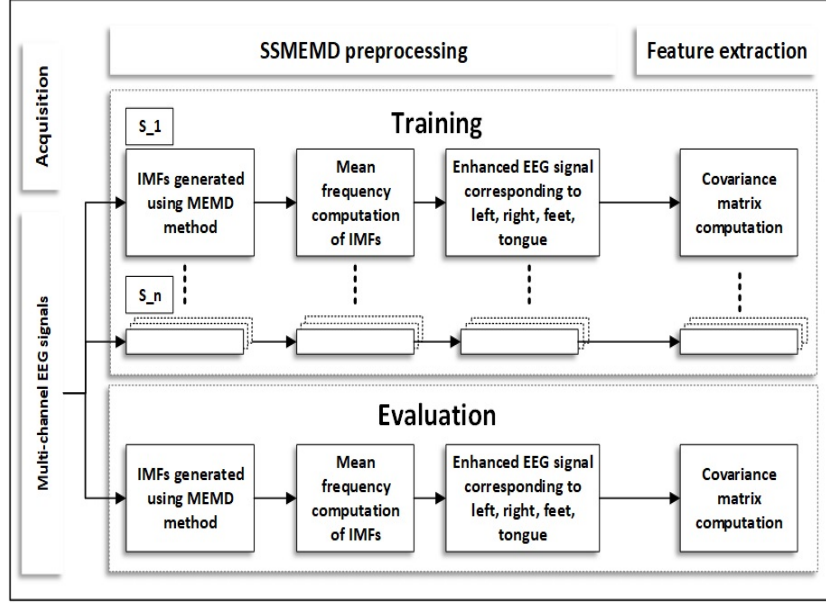 SSMEMD preprocessing
Feature extraction
Acquisition
Multi-channel EEG signals
Training
S_1
IMFs generated
using MEMD
method
Mean
frequency
computation
of IMFs
Enhanced EEG signal
corresponding to
left, right, feet,
tongue
Covariance
matrix
computation
S_n
Evaluation
IMFs generated
using MEMD
method
Mean
frequency
computation
of IMFs
Enhanced EEG signal
corresponding to
left, right, feet,
tongue
Covariance
matrix
computation